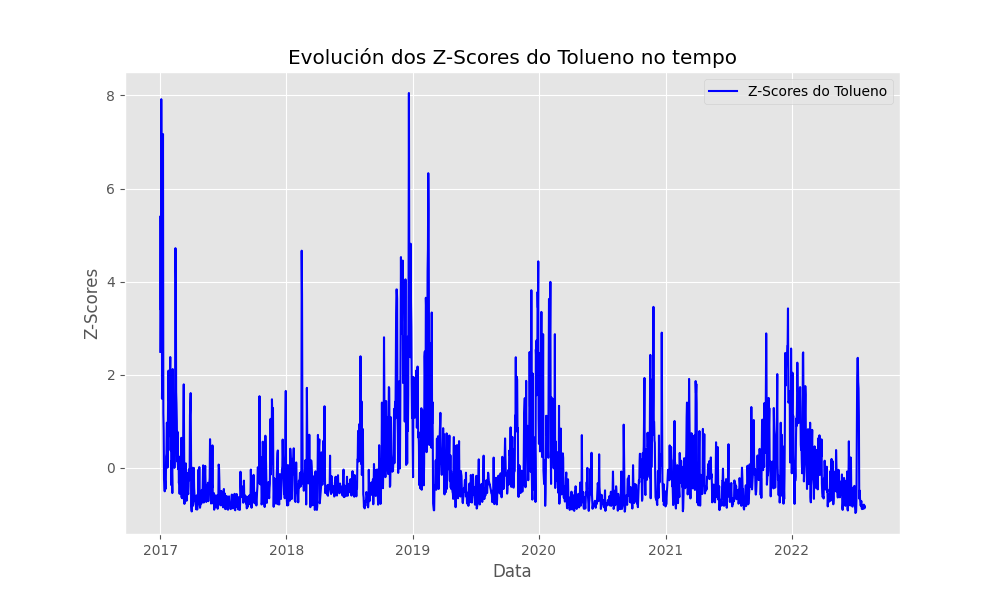 Evolución dos Z-Scores do Tolueno no tempo
Z-Scores do Tolueno
8
6
4
2
0
Z-Scores
2017 2018 2019 2020 2021 2022
Data